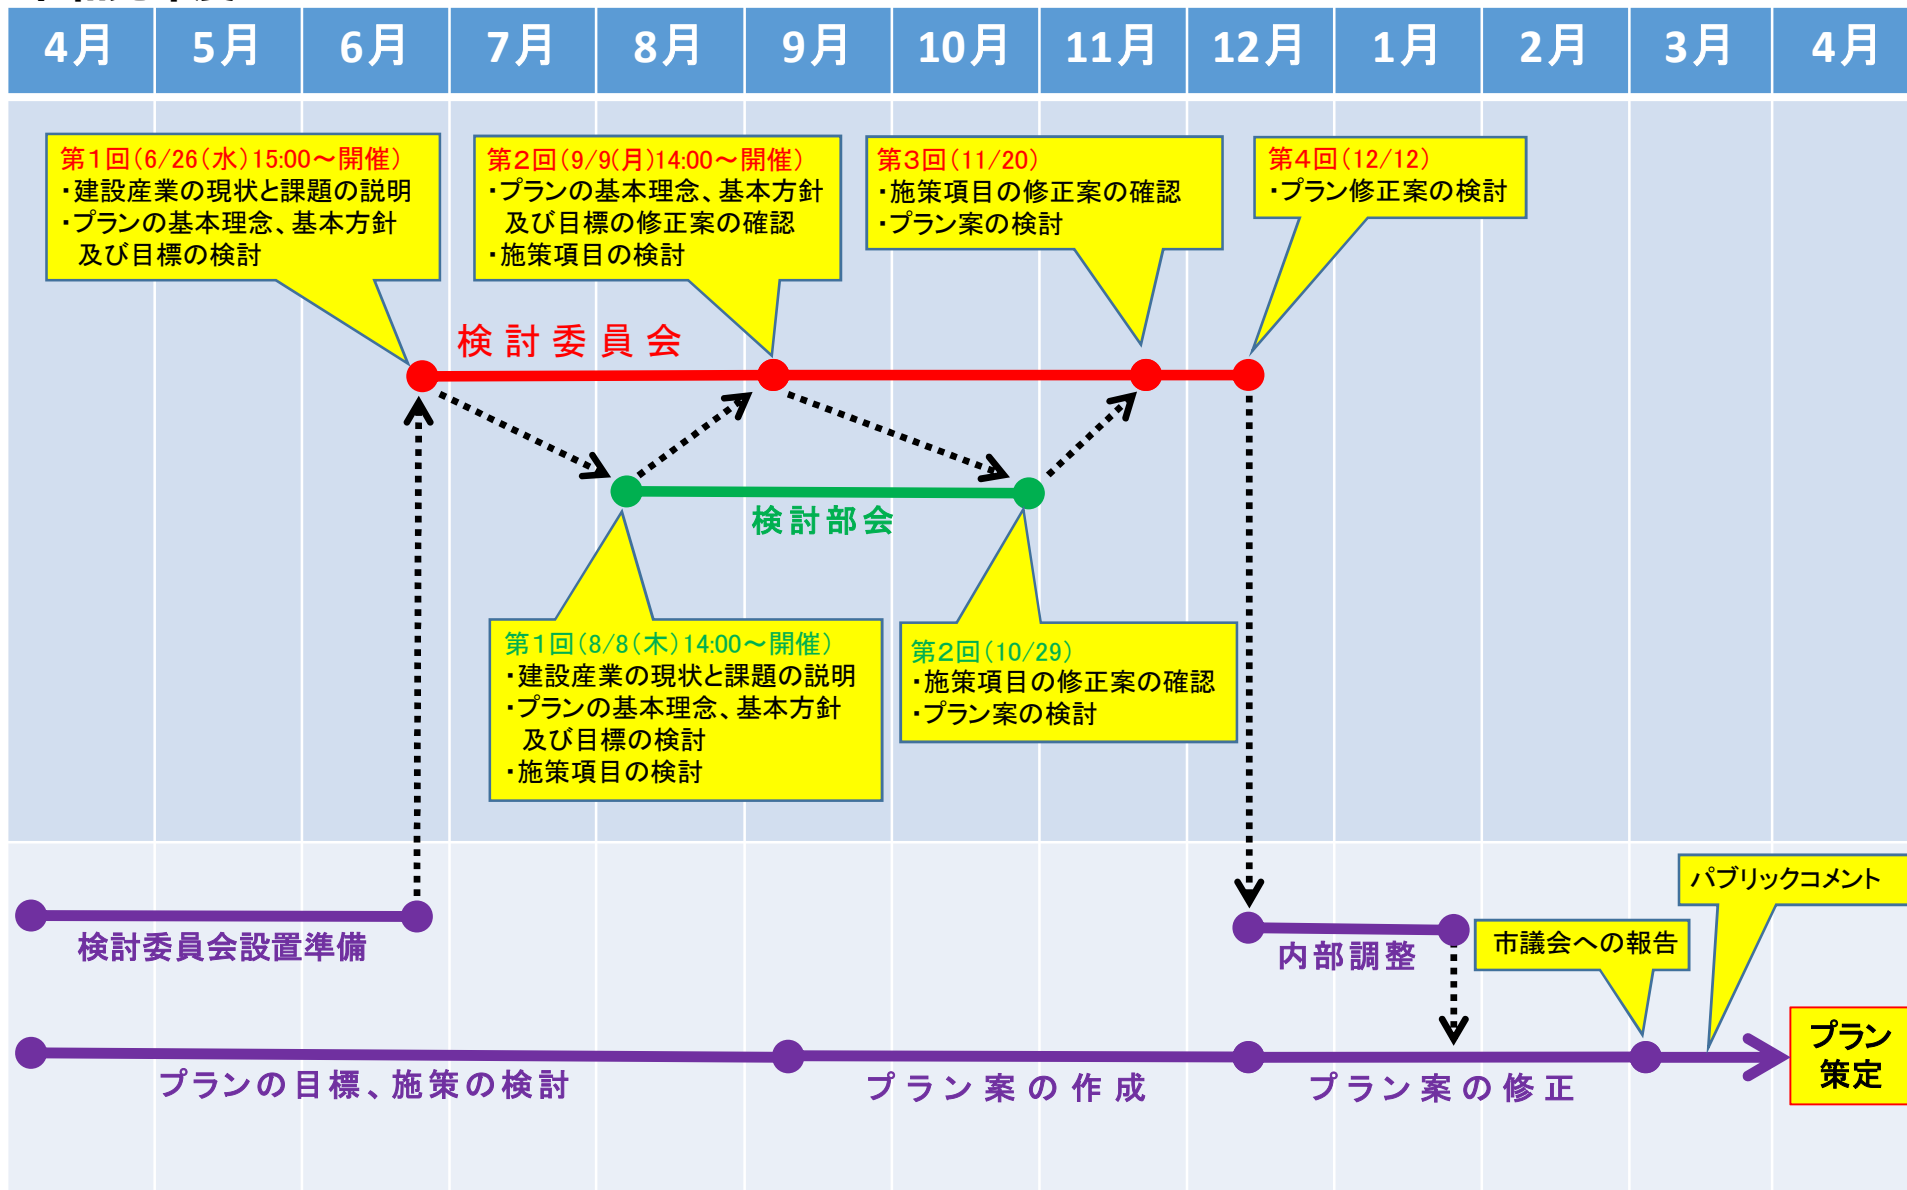 4月 5月 6月 7月 8月 9月 10月 11月 12月 1月 2月 3月 4月
第1回(6/26(水)15:00～開催)
・建設産業の現状と課題の説明
・プランの基本理念、基本方針
及び目標の検討
第2回(9/9(月)14:00～開催)
・プランの基本理念、基本方針
及び目標の修正案の確認
・施策項目の検討
第3回(11/20)
・施策項目の修正案の確認
・プラン案の検討
第4回(12/12)
・プラン修正案の検討
検討委員会
検討部会
第1回(8/8(木)14:00～開催)
・建設産業の現状と課題の説明
・プランの基本理念、基本方針
及び目標の検討
・施策項目の検討
第2回(10/29)
・施策項目の修正案の確認
・プラン案の検討
パブリックコメント
検討委員会設置準備
内部調整
市議会への報告
プランの目標、施策の検討
プラン案の作成
プラン案の修正
プラン
策定